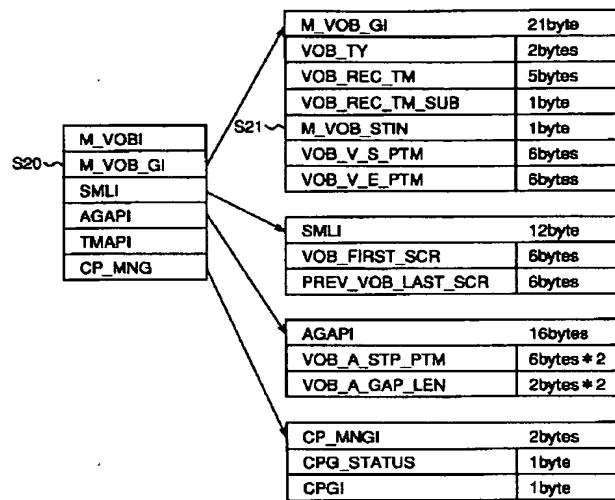 M_VOB_GI 21byte
VOB_TY 2bytes
VOB_REC_TM 5bytes
VOB_REC_TM_SUB 1byte
S21 M_VOB_STIN 1byte
VOB_V_S_PTM 6bytes
VOB_V_E_PTM 6bytes
M_VOBI
S20 M_VOB_GI
SMLI
AGAPI
TMAPI
CP_MNG
SMLI 12byte
VOB_FIRST_SCR 6bytes
PREV_VOB_LAST_SCR 6bytes
AGAPI 16bytes
VOB_A_STP_PTM 6bytes*2
VOB_A_GAP_LEN 2bytes*2
CP_MNGI 2bytes
CPG_STATUS 1byte
CPGI 1byte